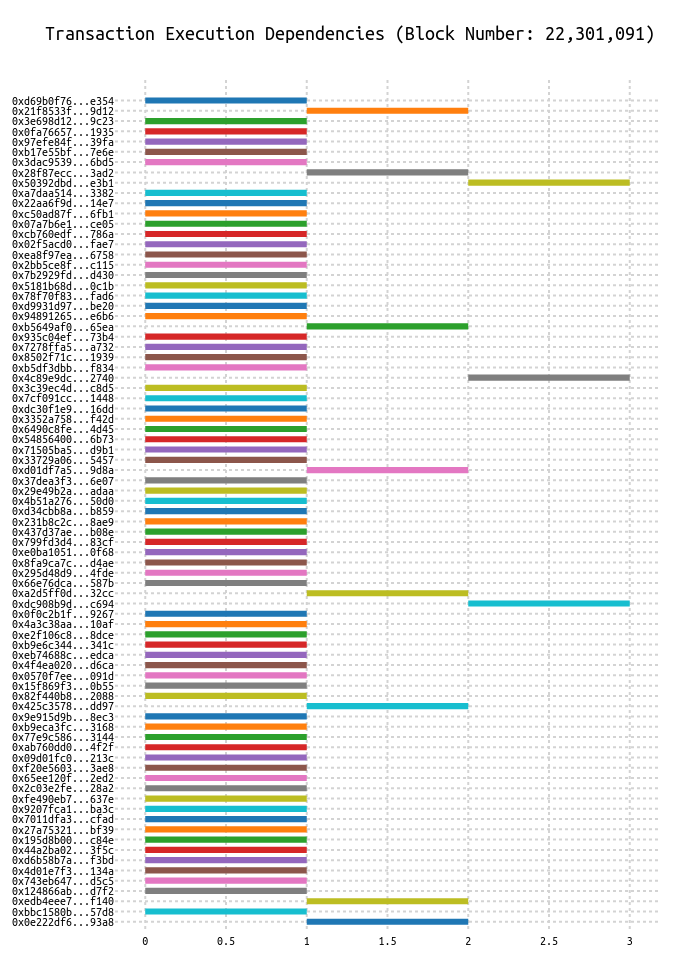 Transaction Execution Dependencies (Block Number: 22,301,091)
0xd69b0f76...e354
0x21f8533f...9d12
0x3e698d12...9c23
0x0fa76657...1935
0x97efe84f...39fa
0xb17e55bf...7e6e
0x3dac9539...6bd5
0x28f87ecc...3ad2
0x50392dbd...e3b1
0xa7daa514...3382
0x22aa6f9d...14e7
0xc50ad87f...6fb1
0x07a7b6e1...ce05
0xcb760edf...786a
0x02f5acd0...fae7
0xea8f97ea...6758
0x2bb5ce8f...c115
0x7b2929fd...d430
0x5181b68d...0c1b
0x78f70f83...fad6
0xd9931d97...be20
0x94891265...e6b6
0xb5649af0...65ea
0x935c04ef...73b4
0x7278ffa5...a732
0x8502f71c...1939
0xb5df3dbb...f834
0x4c89e9dc...2740
0x3c39ec4d...c8d5
0x7cf091cc...1448
0xdc30f1e9...16dd
0x3352a758...f42d
0x6490c8fe...4d45
0x54856400...6b73
0x71505ba5...d9b1
0x33729a06...5457
0xd01df7a5...9d8a
0x37dea3f3...6e07
0x29e49b2a...adaa
0x4b51a276...50d0
0xd34cbb8a...b859
0x231b8c2c...8ae9
0x437d37ae...b08e
0x799fd3d4...83cf
0xe0ba1051...0f68
0x8fa9ca7c...d4ae
0x295d48d9...4fde
0x66e76dca...587b
0xa2d5ff0d...32cc
0xdc908b9d...c694
0x0f0c2b1f...9267
0x4a3c38aa...10af
0xe2f106c8...8dce
0xb9e6c344...341c
0xeb74688c...edca
0x4f4ea020...d6ca
0x0570f7ee...091d
0x15f869f3...0b55
0x82f440b8...2088
0x425c3578...dd97
0x9e915d9b...8ec3
0xb9eca3fc...3168
0x77e9c586...3144
0xab760dd0...4f2f
0x09d01fc0...213c
0xf20e5603...3ae8
0x65ee120f...2ed2
0x2c03e2fe...28a2
0xfe490eb7...637e
0x9207fca1...ba3c
0x7011dfa3...cfad
0x27a75321...bf39
0x195d8b00...c84e
0x44a2ba02...3f5c
0xd6b58b7a...f3bd
0x4d01e7f3...134a
0x743eb647...d5c5
0x124866ab...d7f2
0xedb4eee7...f140
0xbbc1580b...57d8
0x0e222df6...93a8
0 0.5 1 1.5 2 2.5 3